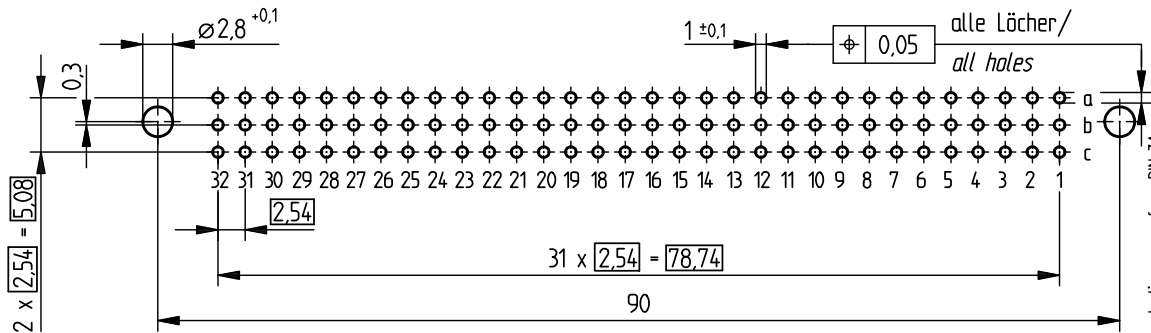 ⌀2,8 +0,1
1 ±0,1
⌖ 0,05
alle Löcher/
all holes
0,3
a
b
c
32 31 30 29 28 27 26 25 24 23 22 21 20 19 18 17 16 15 14 13 12 11 10 9 8 7 6 5 4 3 2 1
2,54
2 x 2,54 = 5,08
31 x 2,54 = 78,74
90